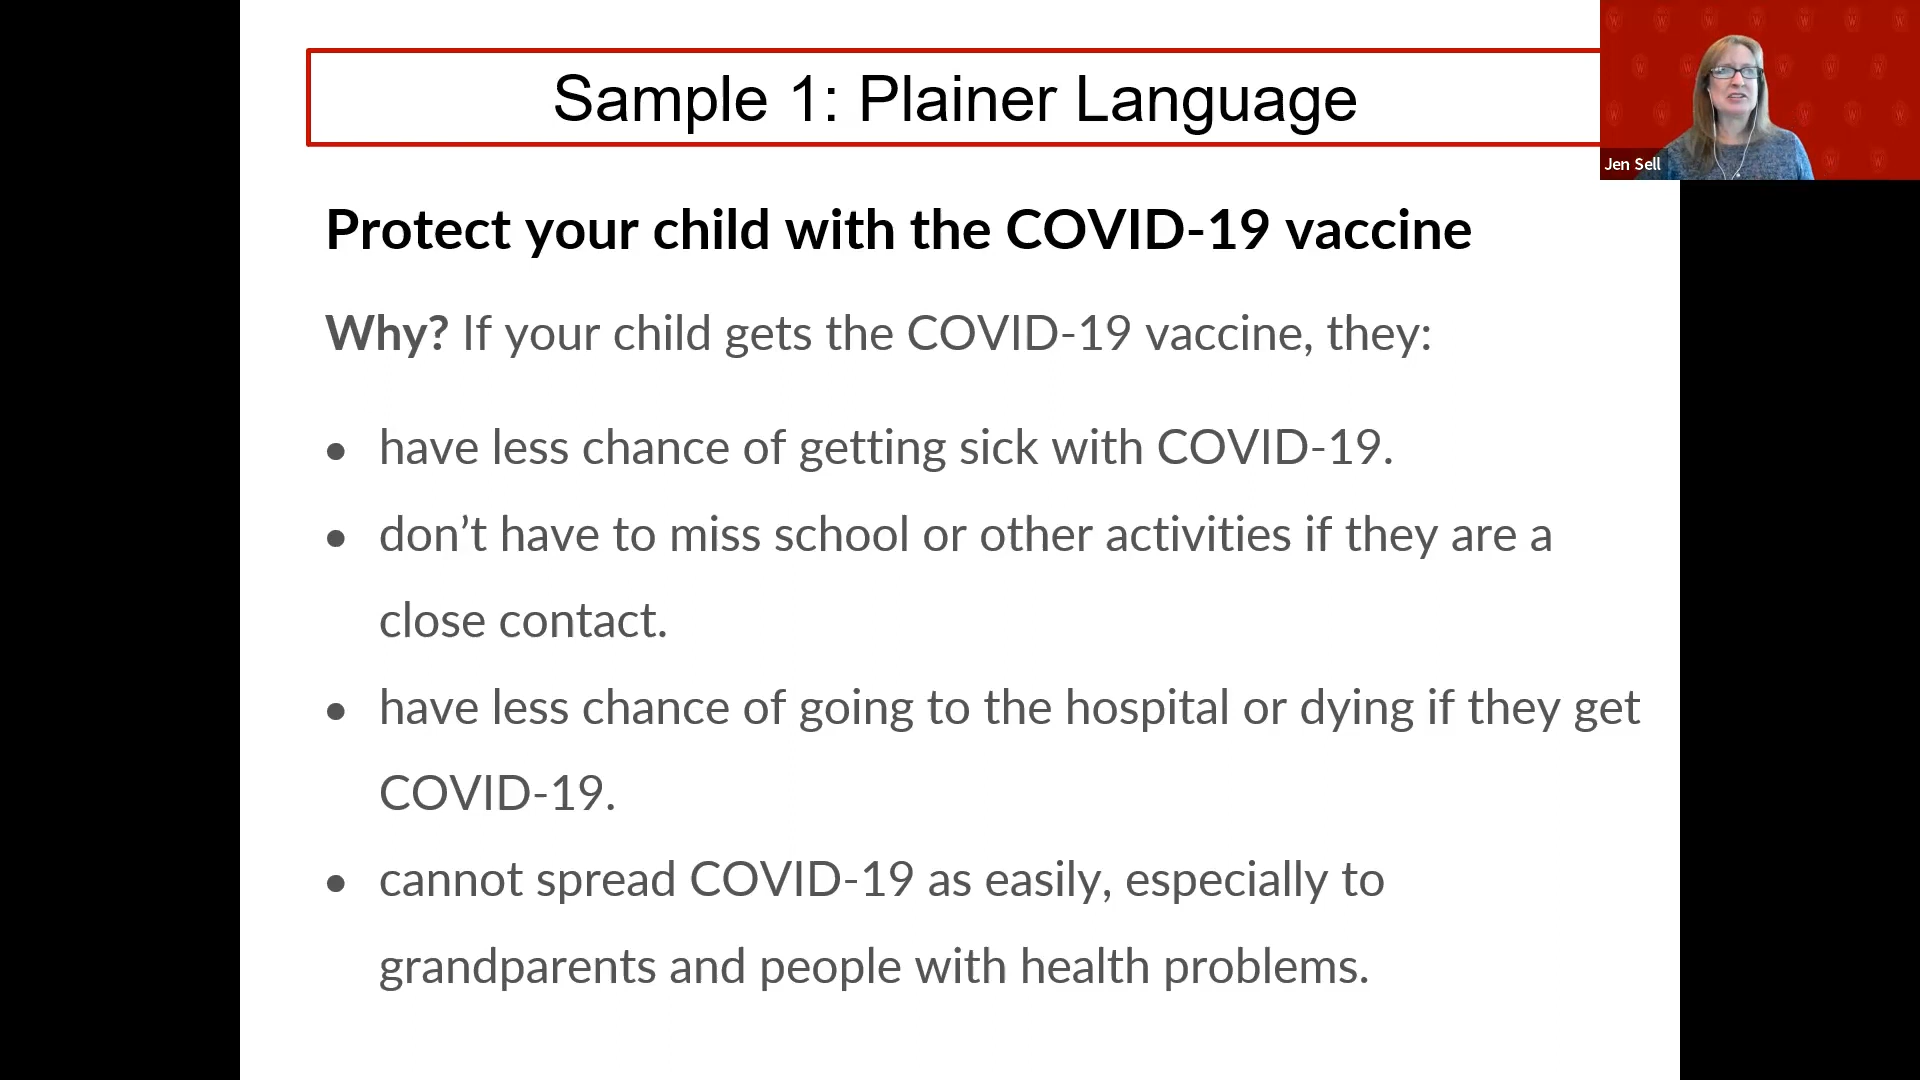 Sample 1: Plainer Language
Jen Sell
Protect your child with the COVID-19 vaccine
Why? If your child gets the COVID-19 vaccine, they:
• have less chance of getting sick with COVID-19.
• don’t have to miss school or other activities if they are a
close contact.
• have less chance of going to the hospital or dying if they get
COVID-19.
• cannot spread COVID-19 as easily, especially to
grandparents and people with health problems.